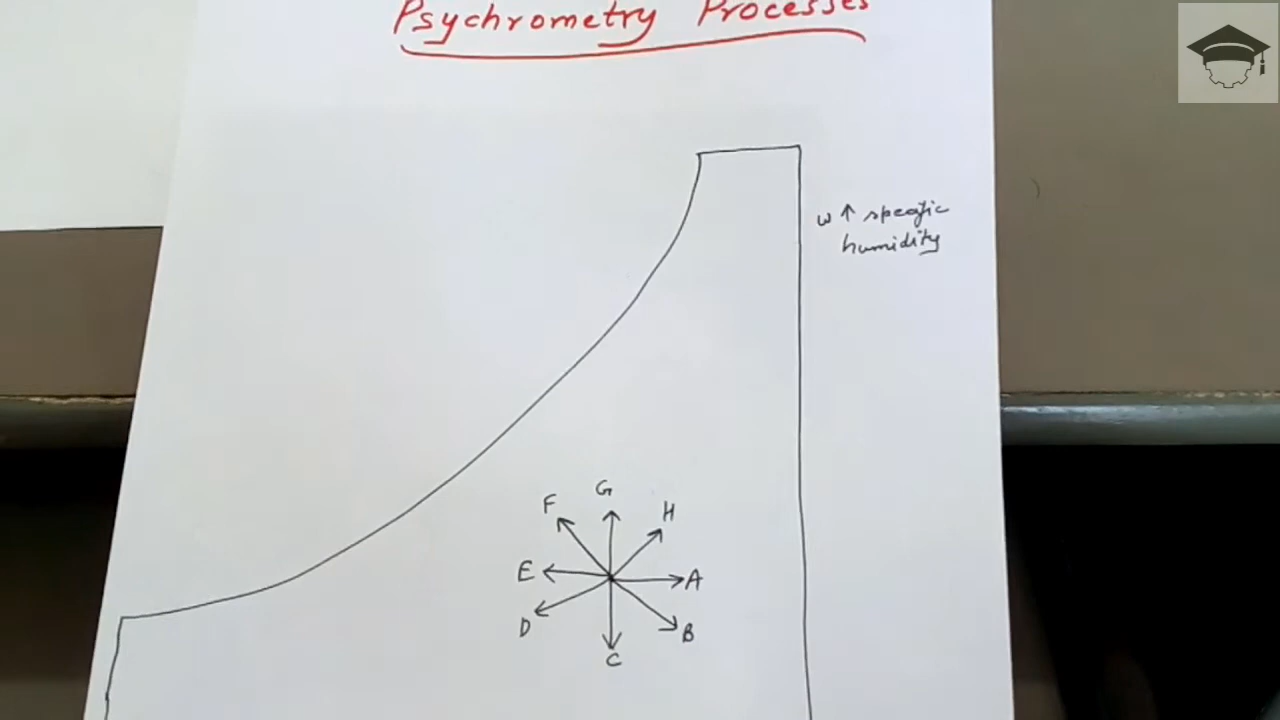 Psychrometry Processes
w ↑ specific
humidity
G
F
H
E
A
D
B
C